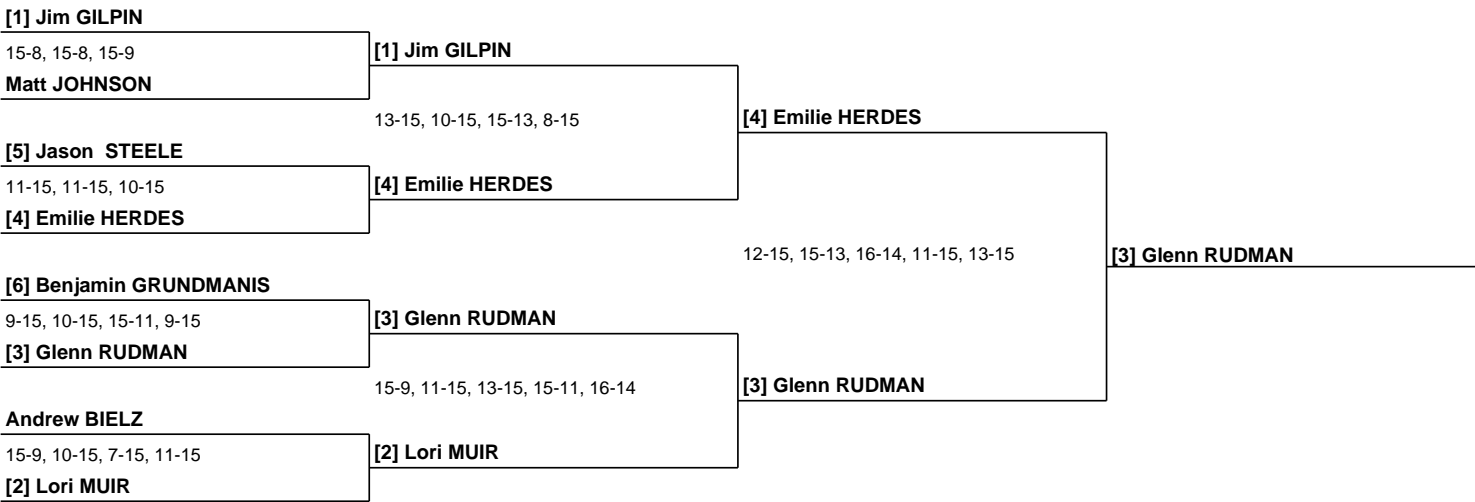 [1] Jim GILPIN
15-8, 15-8, 15-9
Matt JOHNSON
[5] Jason  STEELE
11-15, 11-15, 10-15
[4] Emilie HERDES
[6] Benjamin GRUNDMANIS
9-15, 10-15, 15-11, 9-15
[3] Glenn RUDMAN
Andrew BIELZ
15-9, 10-15, 7-15, 11-15
[2] Lori MUIR
[1] Jim GILPIN
13-15, 10-15, 15-13, 8-15
[4] Emilie HERDES
[3] Glenn RUDMAN
15-9, 11-15, 13-15, 15-11, 16-14
[2] Lori MUIR
[4] Emilie HERDES
12-15, 15-13, 16-14, 11-15, 13-15
[3] Glenn RUDMAN
[3] Glenn RUDMAN